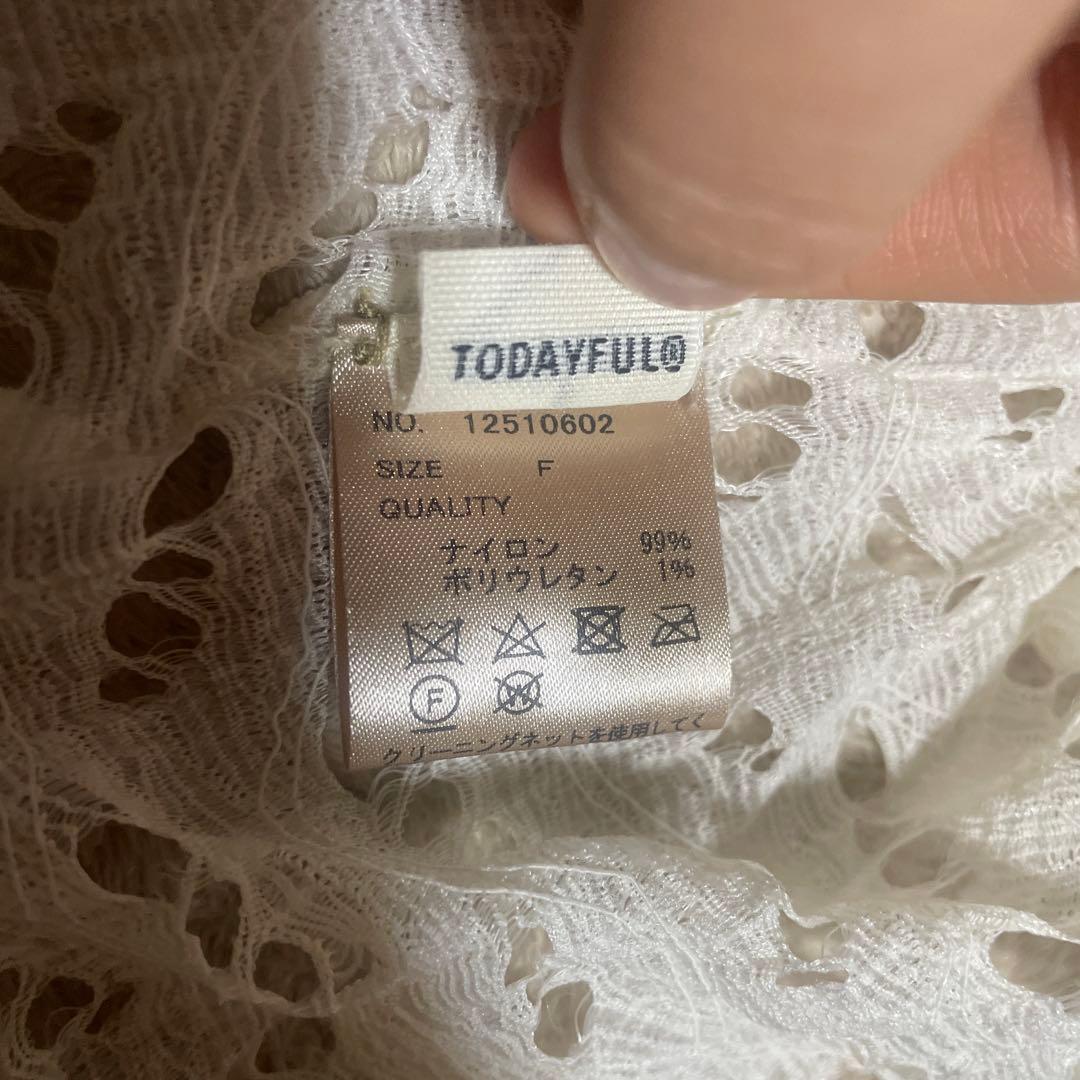 TODAYFUL®
NO. 12510602
SIZE F
QUALITY
ナイロン 99%
ポリウレタン 1%
F
クリーニングネットを使用してく